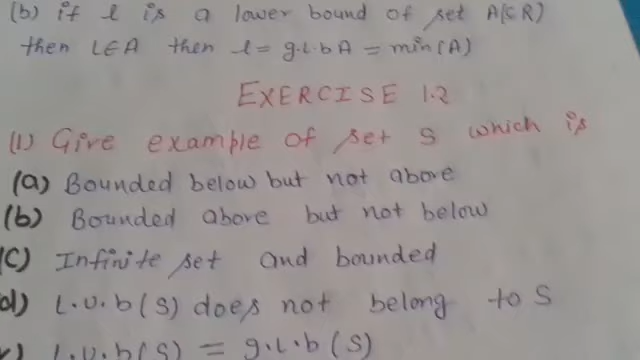 (b) if l is a lower bound of set A(⊂R)
then l∈A then l = g.l.b A = min(A)
EXERCISE 1.2
(1) Give example of set S which is
(a) Bounded below but not above
(b) Bounded above but not below
(C) Infinite set and bounded
d) L.U.b(S) does not belong to S
) L.U.b(S) = g.l.b(S)